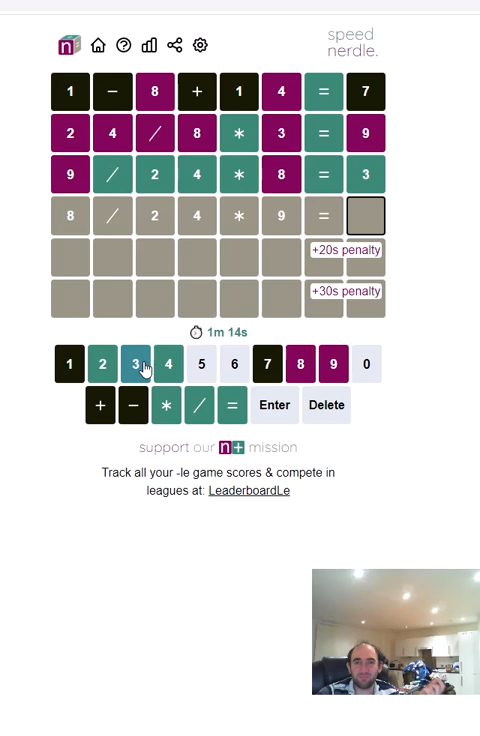 speed
nerdle.
n
1 − 8 + 1 4 = 7
2 4 / 8 * 3 = 9
9 / 2 4 * 8 = 3
8 / 2 4 * 9 =
+20s penalty
+30s penalty
1m 14s
1 2 3 4 5 6 7 8 9 0
+ − * / = Enter Delete
support our n+ mission
Track all your -le game scores & compete in
leagues at: LeaderboardLe